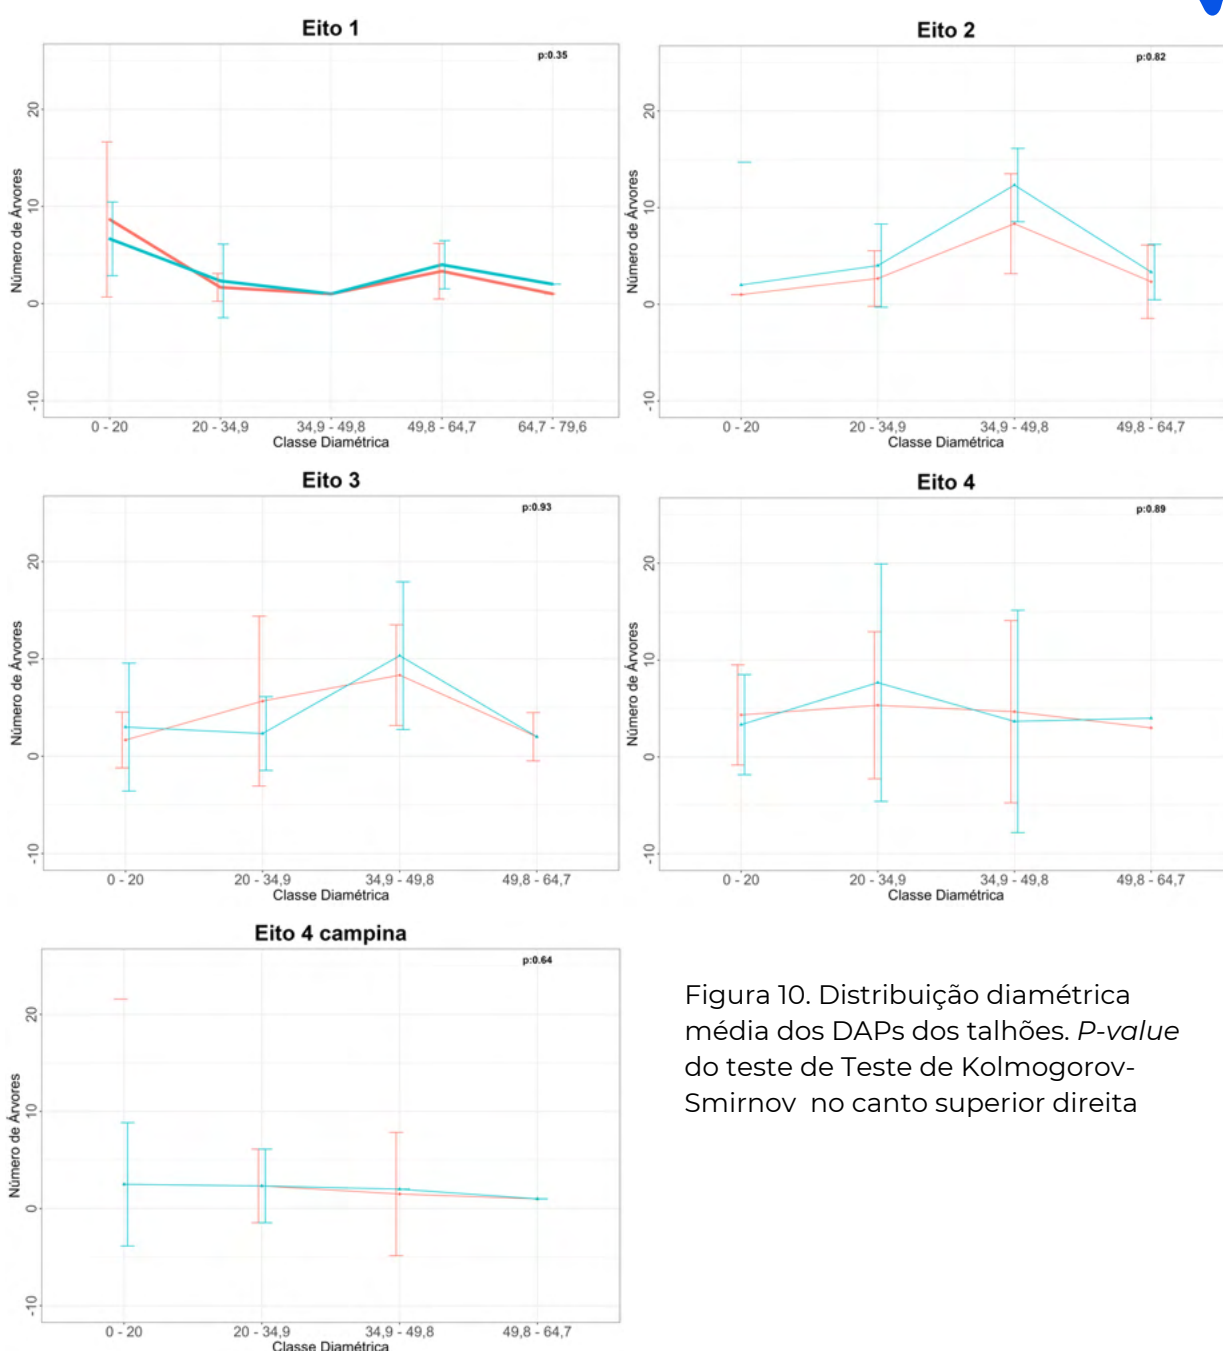 Eito 1
p:0.35
Número de Árvores
20
10
0
-10
0 - 20
20 - 34,9
34,9 - 49,8
49,8 - 64,7
64,7 - 79,6
Classe Diamétrica
Eito 2
p:0.82
Número de Árvores
20
10
0
-10
0 - 20
20 - 34,9
34,9 - 49,8
49,8 - 64,7
Classe Diamétrica
Eito 3
p:0.93
Número de Árvores
20
10
0
-10
0 - 20
20 - 34,9
34,9 - 49,8
49,8 - 64,7
Classe Diamétrica
Eito 4
p:0.89
Número de Árvores
20
10
0
-10
0 - 20
20 - 34,9
34,9 - 49,8
49,8 - 64,7
Classe Diamétrica
Eito 4 campina
p:0.64
Número de Árvores
20
10
0
-10
0 - 20
20 - 34,9
34,9 - 49,8
49,8 - 64,7
Classe Diamétrica
Figura 10. Distribuição diamétrica
média dos DAPs dos talhões. P-value
do teste de Teste de Kolmogorov-
Smirnov no canto superior direita